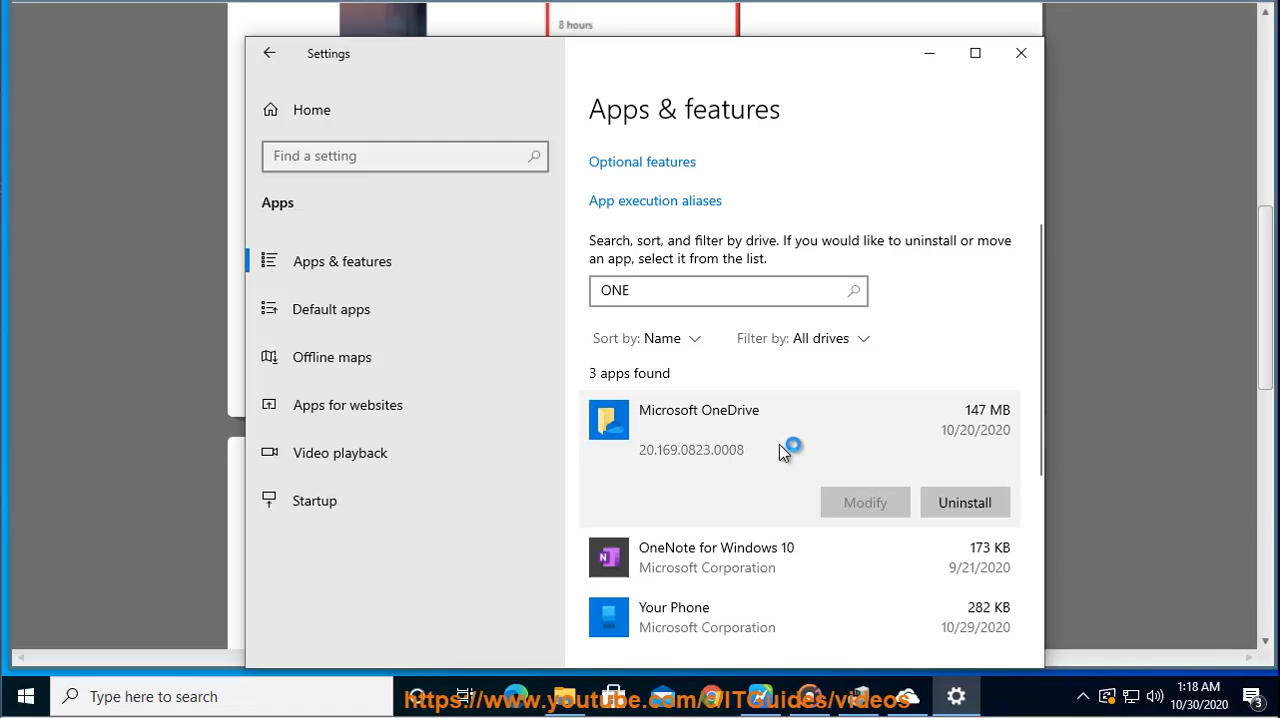 8 hours
Settings
Home
Find a setting
Apps
Apps & features
Default apps
Offline maps
Apps for websites
Video playback
Startup
Apps & features
Optional features
App execution aliases
Search, sort, and filter by drive. If you would like to uninstall or move
an app, select it from the list.
ONE
Sort by: Name
Filter by: All drives
3 apps found
Microsoft OneDrive
147 MB
10/20/2020
20.169.0823.0008
Modify
Uninstall
OneNote for Windows 10
173 KB
Microsoft Corporation
9/21/2020
Your Phone
282 KB
Microsoft Corporation
10/29/2020
Type here to search
https://www.youtube.com/c/ITGuides/videos
1:18 AM
10/30/2020
3